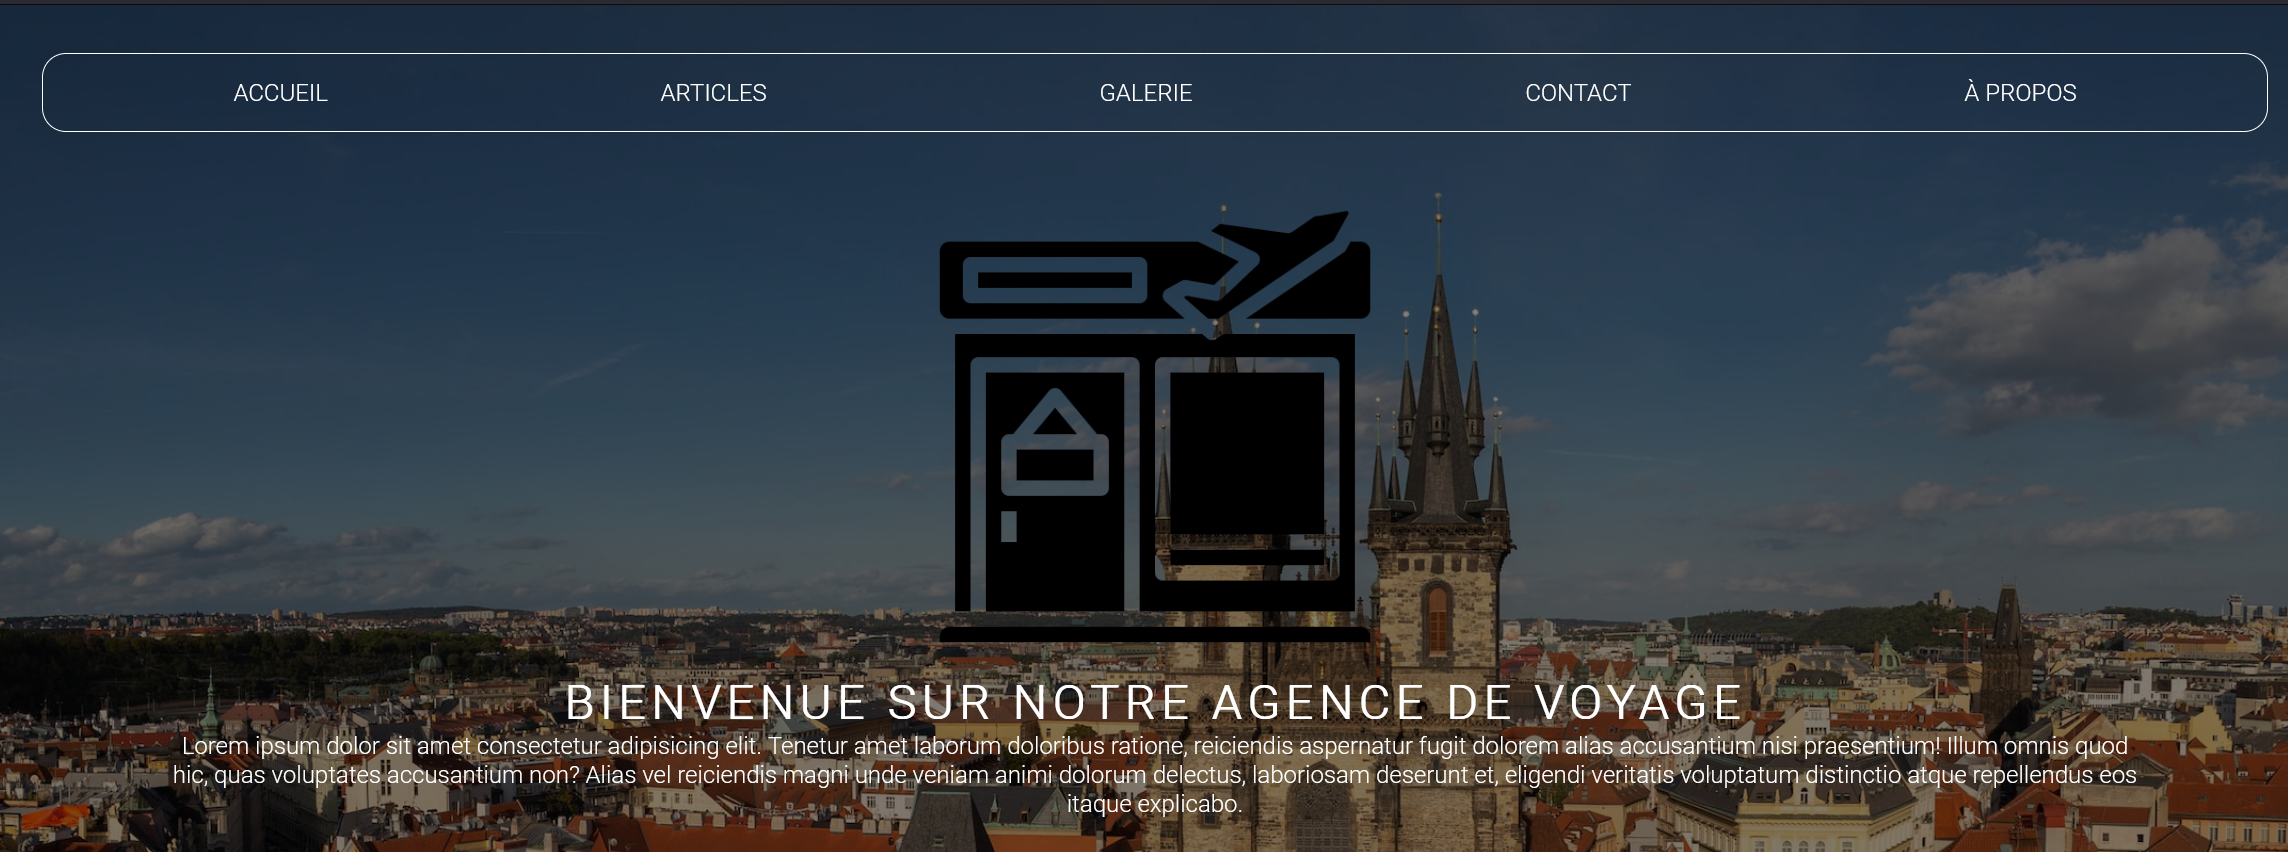 ACCUEIL ARTICLES GALERIE CONTACT À PROPOS
BIENVENUE SUR NOTRE AGENCE DE VOYAGE
Lorem ipsum dolor sit amet consectetur adipisicing elit. Tenetur amet laborum doloribus ratione, reiciendis aspernatur fugit dolorem alias accusantium nisi praesentium! Illum omnis quod
hic, quas voluptates accusantium non? Alias vel reiciendis magni unde veniam animi dolorum delectus, laboriosam deserunt et, eligendi veritatis voluptatum distinctio atque repellendus eos
itaque explicabo.